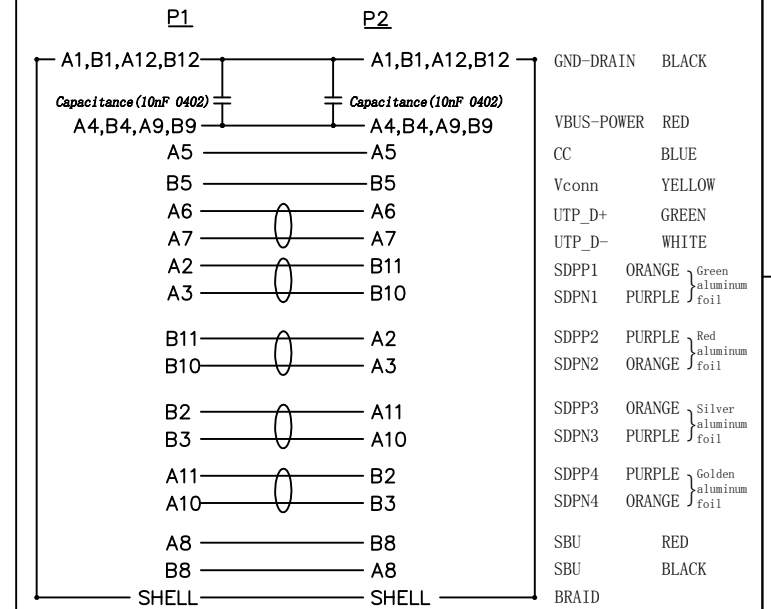 P1 P2
A1,B1,A12,B12 A1,B1,A12,B12 GND-DRAIN BLACK
Capacitance(10nF 0402) Capacitance(10nF 0402)
A4,B4,A9,B9 A4,B4,A9,B9 VBUS-POWER RED
A5 A5 CC BLUE
B5 B5 Vconn YELLOW
A6 A6 UTP_D+ GREEN
A7 A7 UTP_D- WHITE
A2 B11 SDPP1 ORANGE Green
aluminum
A3 B10 SDPN1 PURPLE foil
B11 A2 SDPP2 PURPLE Red
aluminum
B10 A3 SDPN2 ORANGE foil
B2 A11 SDPP3 ORANGE Silver
aluminum
B3 A10 SDPN3 PURPLE foil
A11 B2 SDPP4 PURPLE Golden
aluminum
A10 B3 SDPN4 ORANGE foil
A8 B8 SBU RED
B8 A8 SBU BLACK
SHELL SHELL BRAID